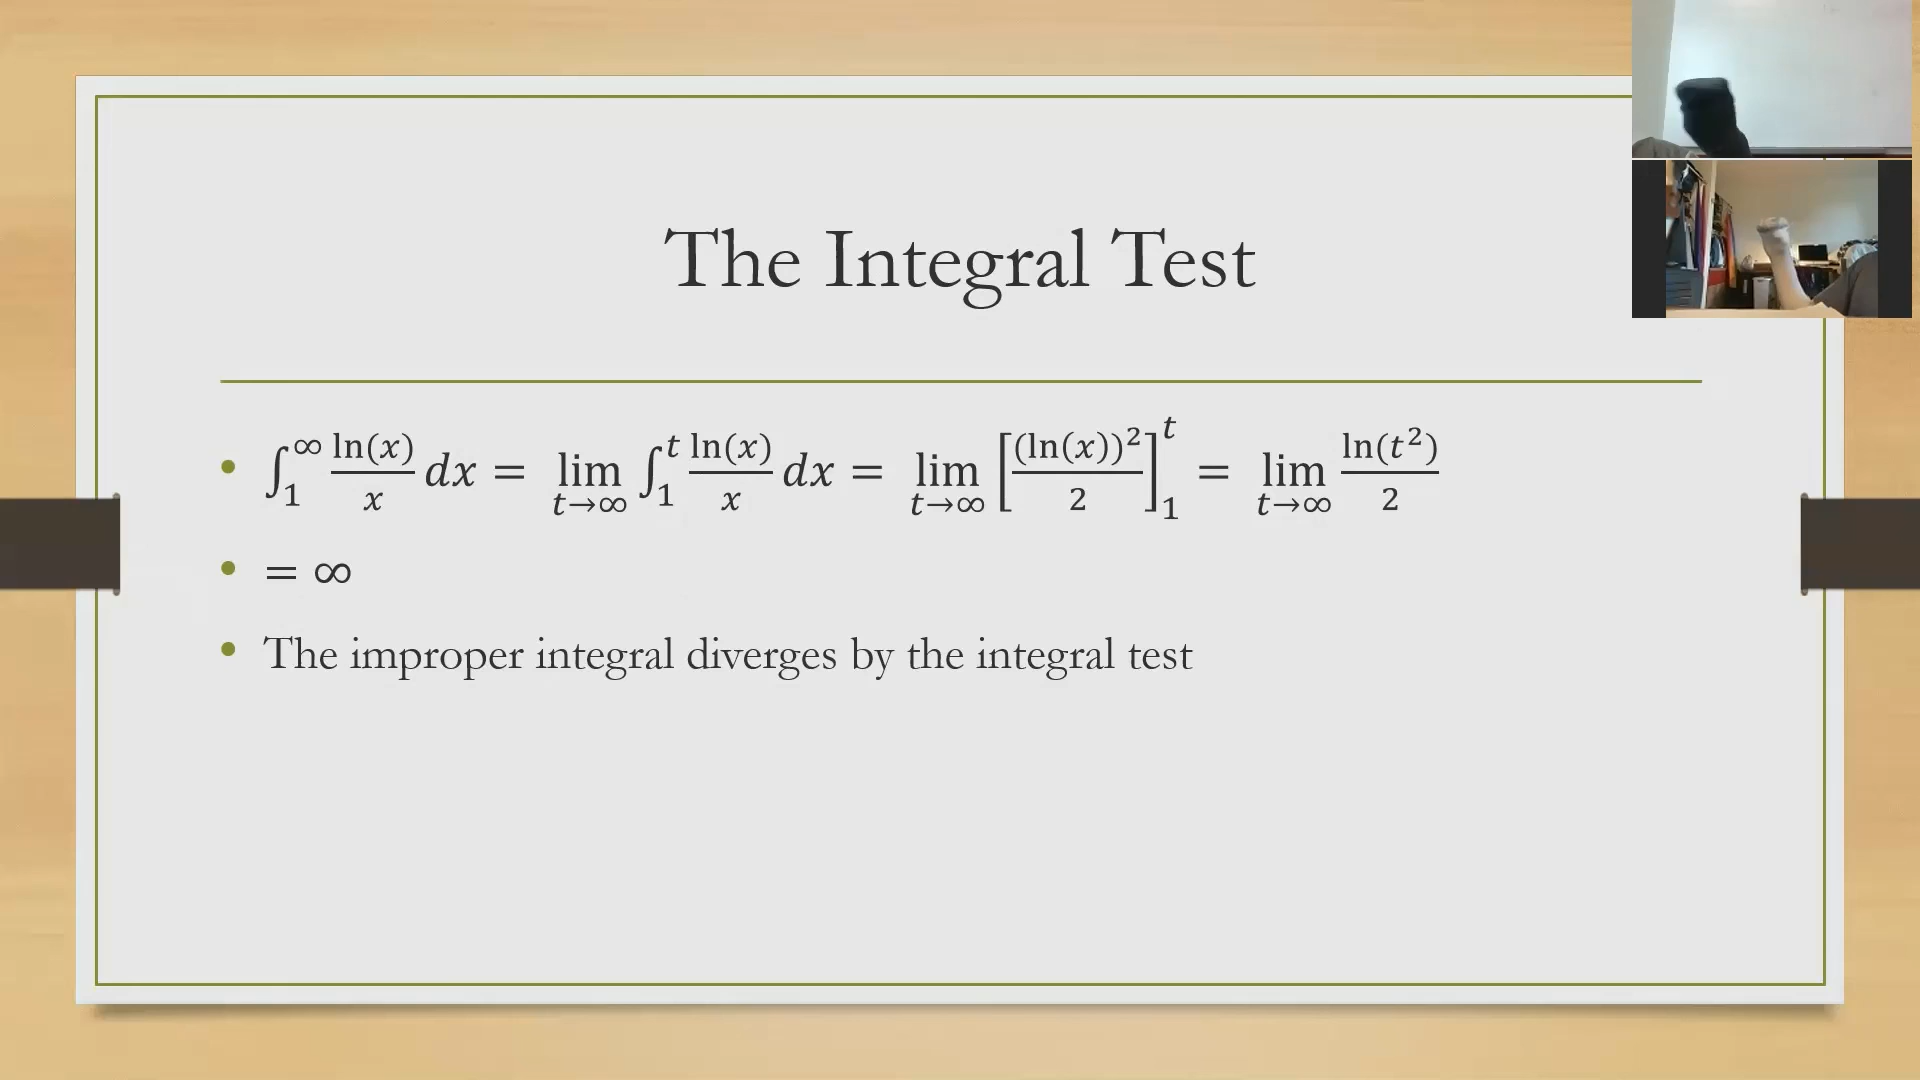 The Integral Test
• ∫₁^∞ ln(x)/x dx = lim_{t→∞} ∫₁^t ln(x)/x dx = lim_{t→∞} [(ln(x))²/2]₁^t = lim_{t→∞} ln(t²)/2
• = ∞
• The improper integral diverges by the integral test